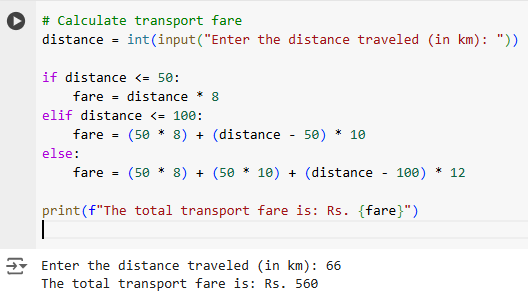 # Calculate transport fare
distance = int(input("Enter the distance traveled (in km): "))

if distance <= 50:
    fare = distance * 8
elif distance <= 100:
    fare = (50 * 8) + (distance - 50) * 10
else:
    fare = (50 * 8) + (50 * 10) + (distance - 100) * 12

print(f"The total transport fare is: Rs. {fare}")
Enter the distance traveled (in km): 66
The total transport fare is: Rs. 560